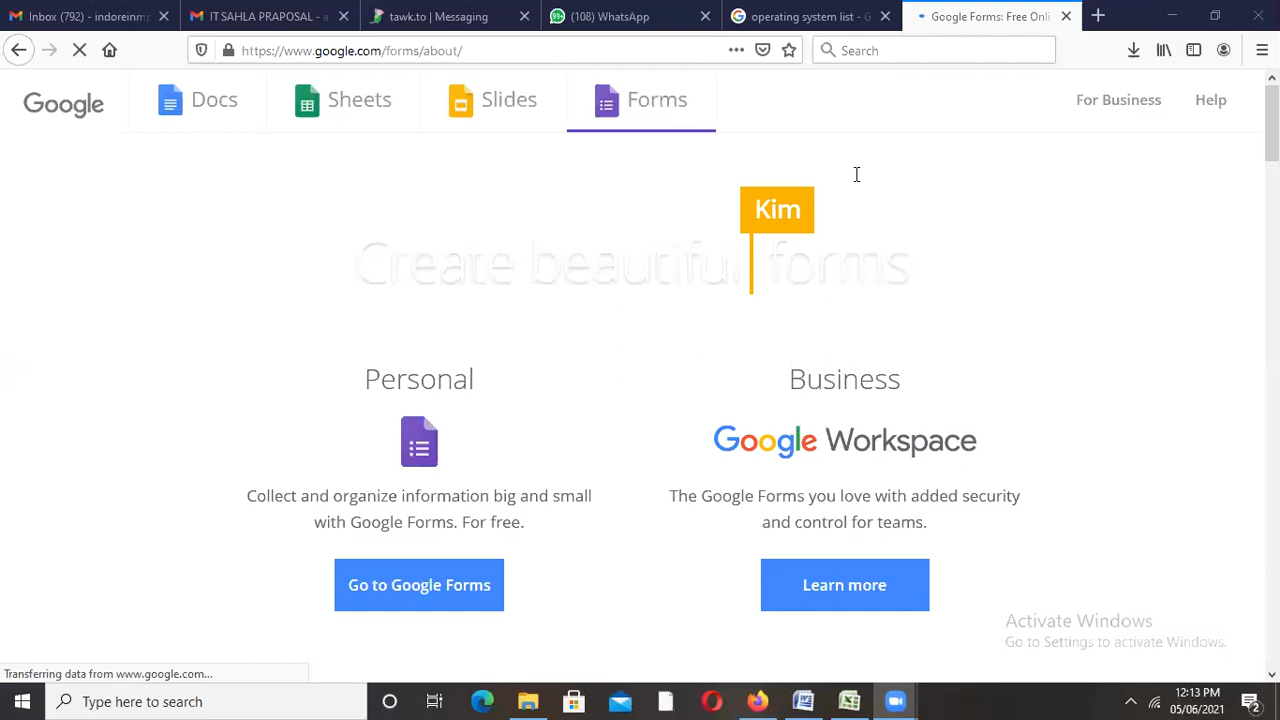 Inbox (792) - indoreinm
IT SAHLA PRAPOSAL - a
tawk.to | Messaging
99+ (108) WhatsApp
operating system list - G
Google Forms: Free Onli
https://www.google.com/forms/about/
Search
Google
Docs
Sheets
Slides
Forms
For Business
Help
Kim
Create beautiful forms
Personal
Business
Google Workspace
Collect and organize information big and small
with Google Forms. For free.
The Google Forms you love with added security
and control for teams.
Go to Google Forms
Learn more
Activate Windows
Go to Settings to activate Windows.
Transferring data from www.google.com...
Type here to search
12:13 PM
05/06/2021
2